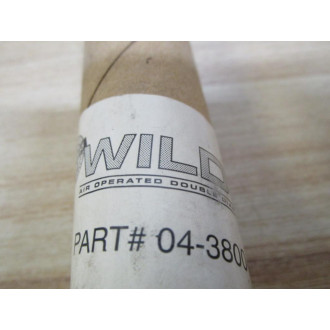 WILD
AIR OPERATED DOUBLE
PART# 04-380